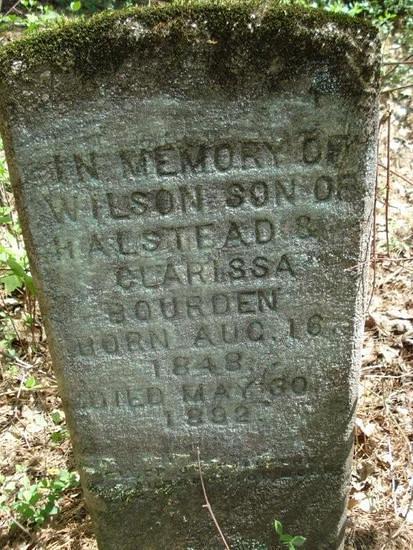 IN MEMORY OF
WILSON SON OF
HALSTEAD &
CLARISSA
BOURDEN
BORN AUG. 16.
1848.
DIED MAY 30
1892.